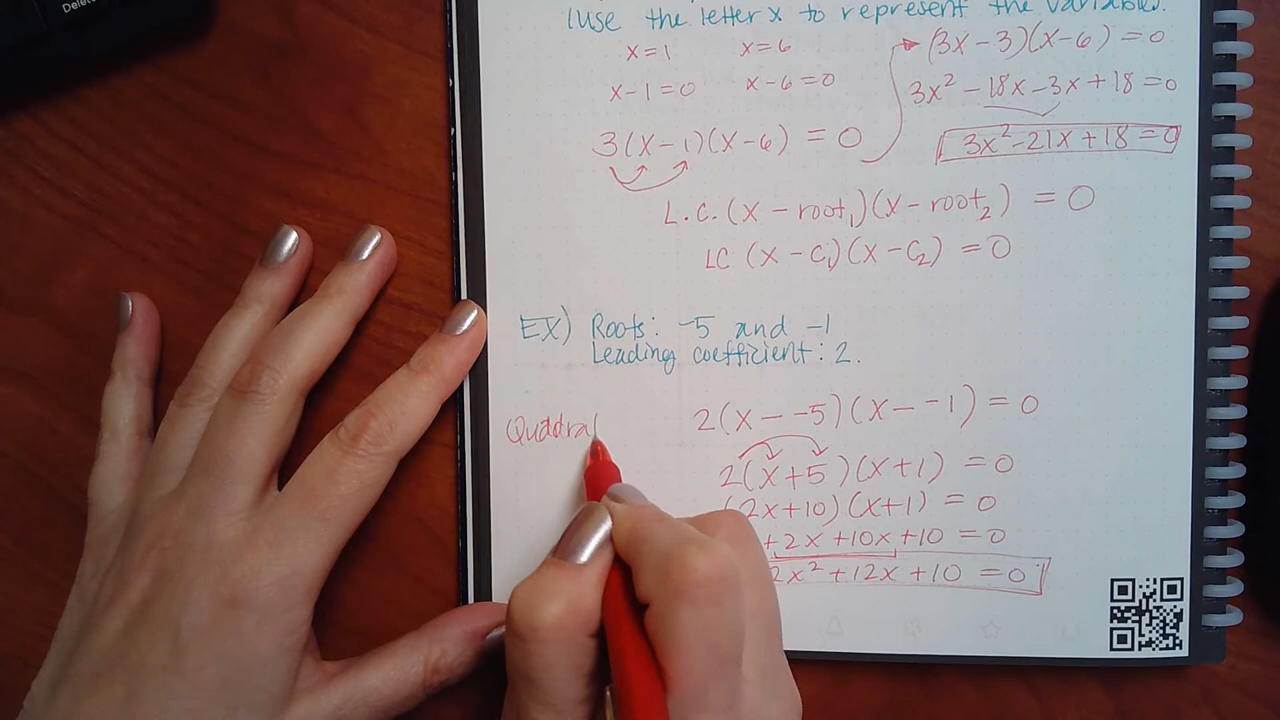 Delete
(use the letter x to represent the variables.
x=1 x=6
x-1=0 x-6=0
3(x-1)(x-6) = 0
(3x-3)(x-6) = 0
3x² - 18x - 3x + 18 = 0
3x² - 21x + 18 = 0
L.C. (x - root₁)(x - root₂) = 0
LC (x - C₁)(x - C₂) = 0
EX) Roots: -5 and -1
Leading coefficient: 2.
2(x - -5)(x - -1) = 0
Quadra
2(x+5)(x+1) = 0
(2x+10)(x+1) = 0
+2x +10x +10 = 0
2x² +12x +10 = 0